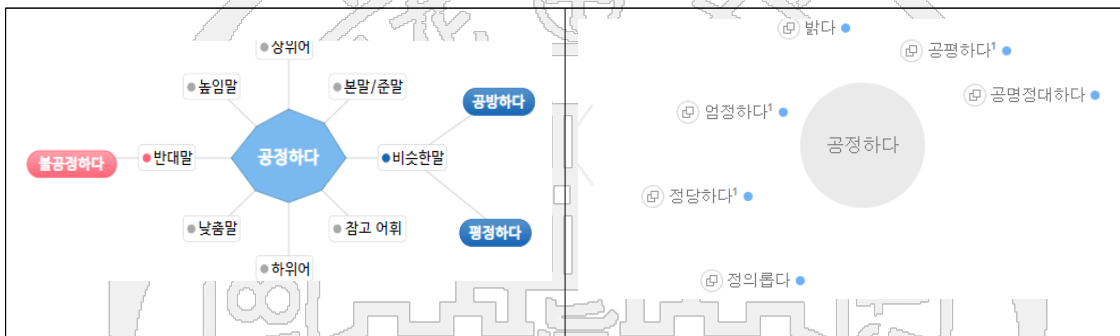 상위어
높임말
본말/준말
공방하다
불공정하다
반대말
공정하다
비슷한말
낮춤말
참고 어휘
평정하다
하위어
밝다
공평하다¹
공명정대하다
엄정하다¹
공정하다
정당하다¹
정의롭다